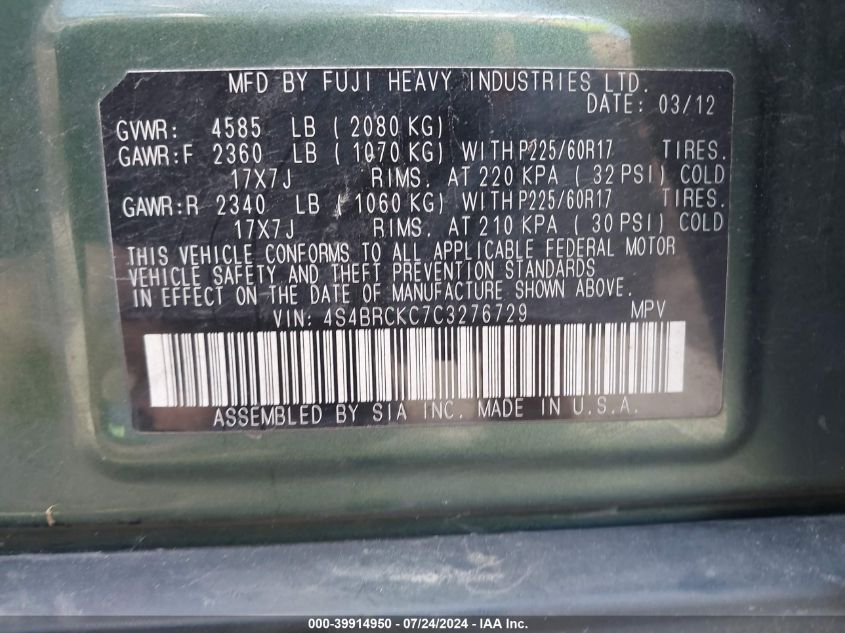 MFD BY FUJI HEAVY INDUSTRIES LTD.
DATE: 03/12
GVWR: 4585 LB ( 2080 KG)
GAWR:F 2360 LB ( 1070 KG) WITH P225/60R17 TIRES.
17X7J RIMS. AT 220 KPA ( 32 PSI) COLD
GAWR:R 2340 LB ( 1060 KG) WITH P225/60R17 TIRES.
17X7J RIMS. AT 210 KPA ( 30 PSI) COLD
THIS VEHICLE CONFORMS TO ALL APPLICABLE FEDERAL MOTOR
VEHICLE SAFETY AND THEFT PREVENTION STANDARDS
IN EFFECT ON THE DATE OF MANUFACTURE SHOWN ABOVE.
VIN: 4S4BRCKC7C3276729 MPV
ASSEMBLED BY SIA INC. MADE IN U.S.A.
000-39914950 - 07/24/2024 - IAA Inc.